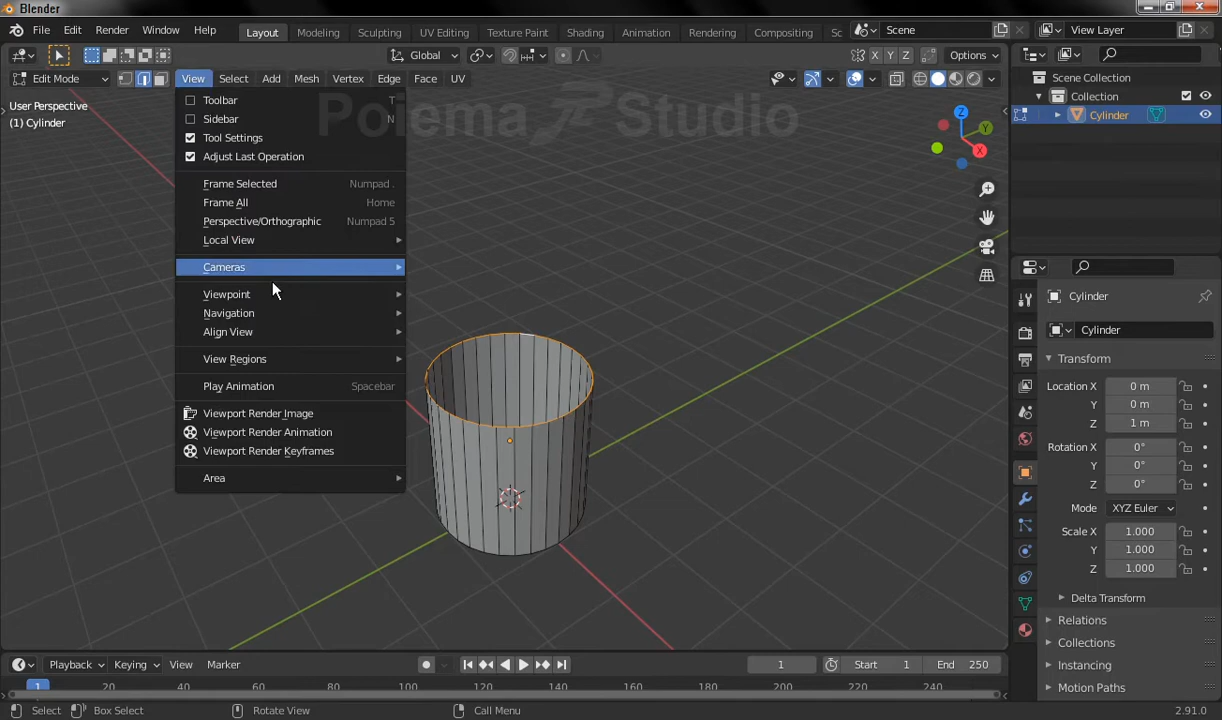 Blender
File Edit Render Window Help Layout Modeling Sculpting UV Editing Texture Paint Shading Animation Rendering Compositing Sc Scene View Layer
Global X Y Z Options
Edit Mode View Select Add Mesh Vertex Edge Face UV
User Perspective
(1) Cylinder
Poiema Studio
Toolbar T
Sidebar N
Tool Settings
Adjust Last Operation
Frame Selected Numpad .
Frame All Home
Perspective/Orthographic Numpad 5
Local View
Cameras
Viewpoint
Navigation
Align View
View Regions
Play Animation Spacebar
Viewport Render Image
Viewport Render Animation
Viewport Render Keyframes
Area
Z
Y
X
Scene Collection
Collection
Cylinder
Cylinder
Cylinder
Transform
Location X 0 m
Y 0 m
Z 1 m
Rotation X 0°
Y 0°
Z 0°
Mode XYZ Euler
Scale X 1.000
Y 1.000
Z 1.000
Delta Transform
Relations
Collections
Instancing
Motion Paths
Playback Keying View Marker 1 Start 1 End 250
1 20 40 60 80 100 120 140 160 180 200 220 240
Select Box Select Rotate View Call Menu 2.91.0